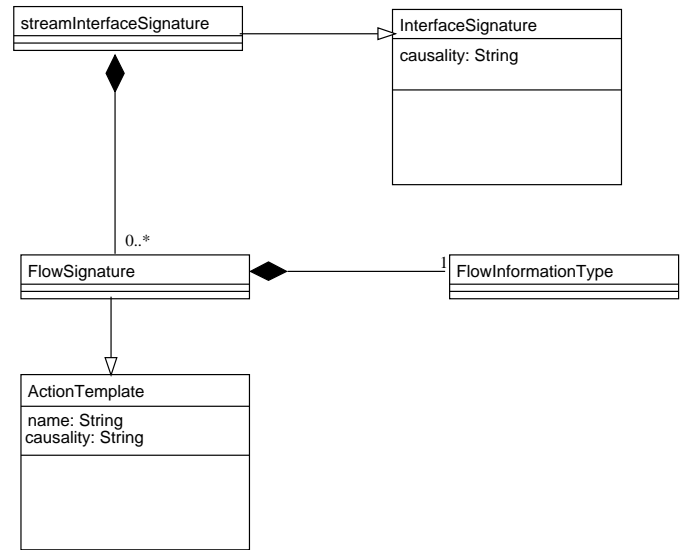 streamInterfaceSignature
InterfaceSignature
causality: String
0..*
FlowSignature
1
FlowInformationType
ActionTemplate
name: String
causality: String